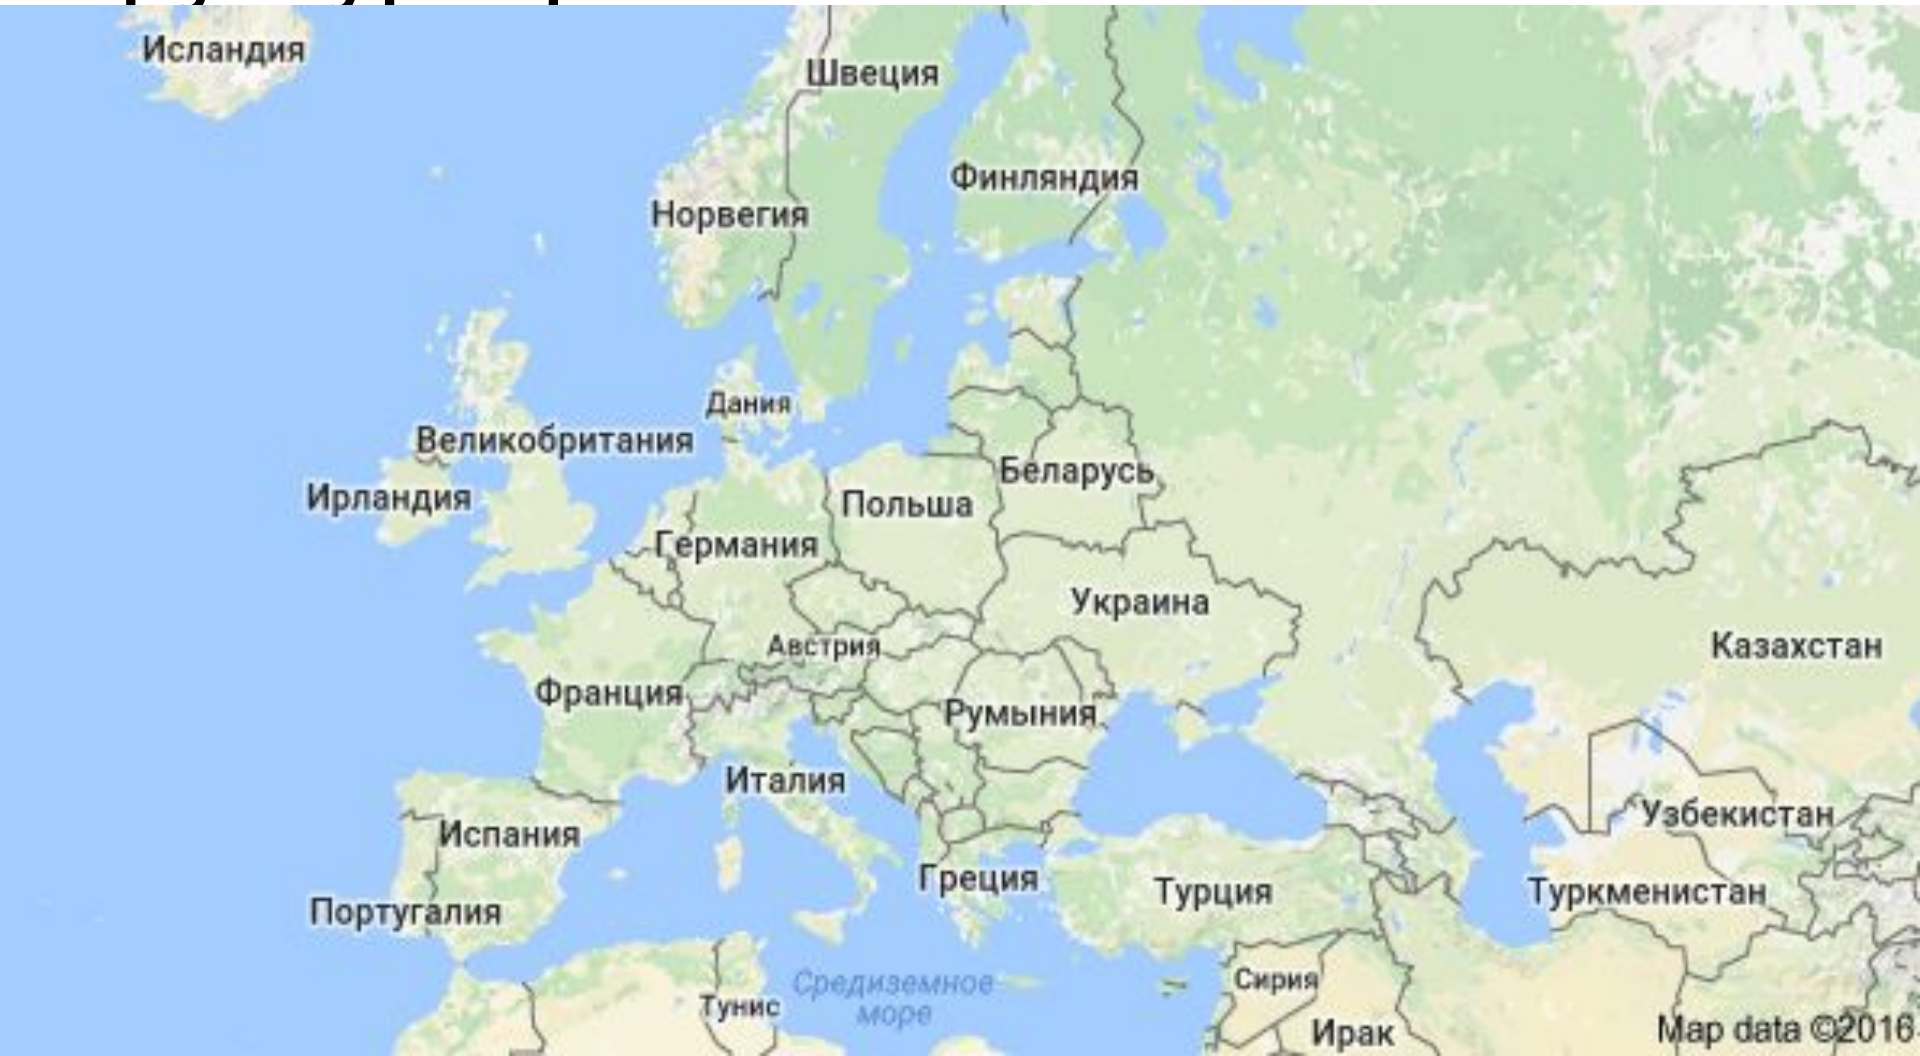 Исландия
Швеция
Финляндия
Норвегия
Дания
Великобритания
Ирландия
Беларусь
Польша
Германия
Украина
Австрия
Казахстан
Франция
Румыния
Италия
Узбекистан
Испания
Греция
Турция
Туркменистан
Португалия
Средиземное
море
Сирия
Тунис
Ирак
Map data ©2016